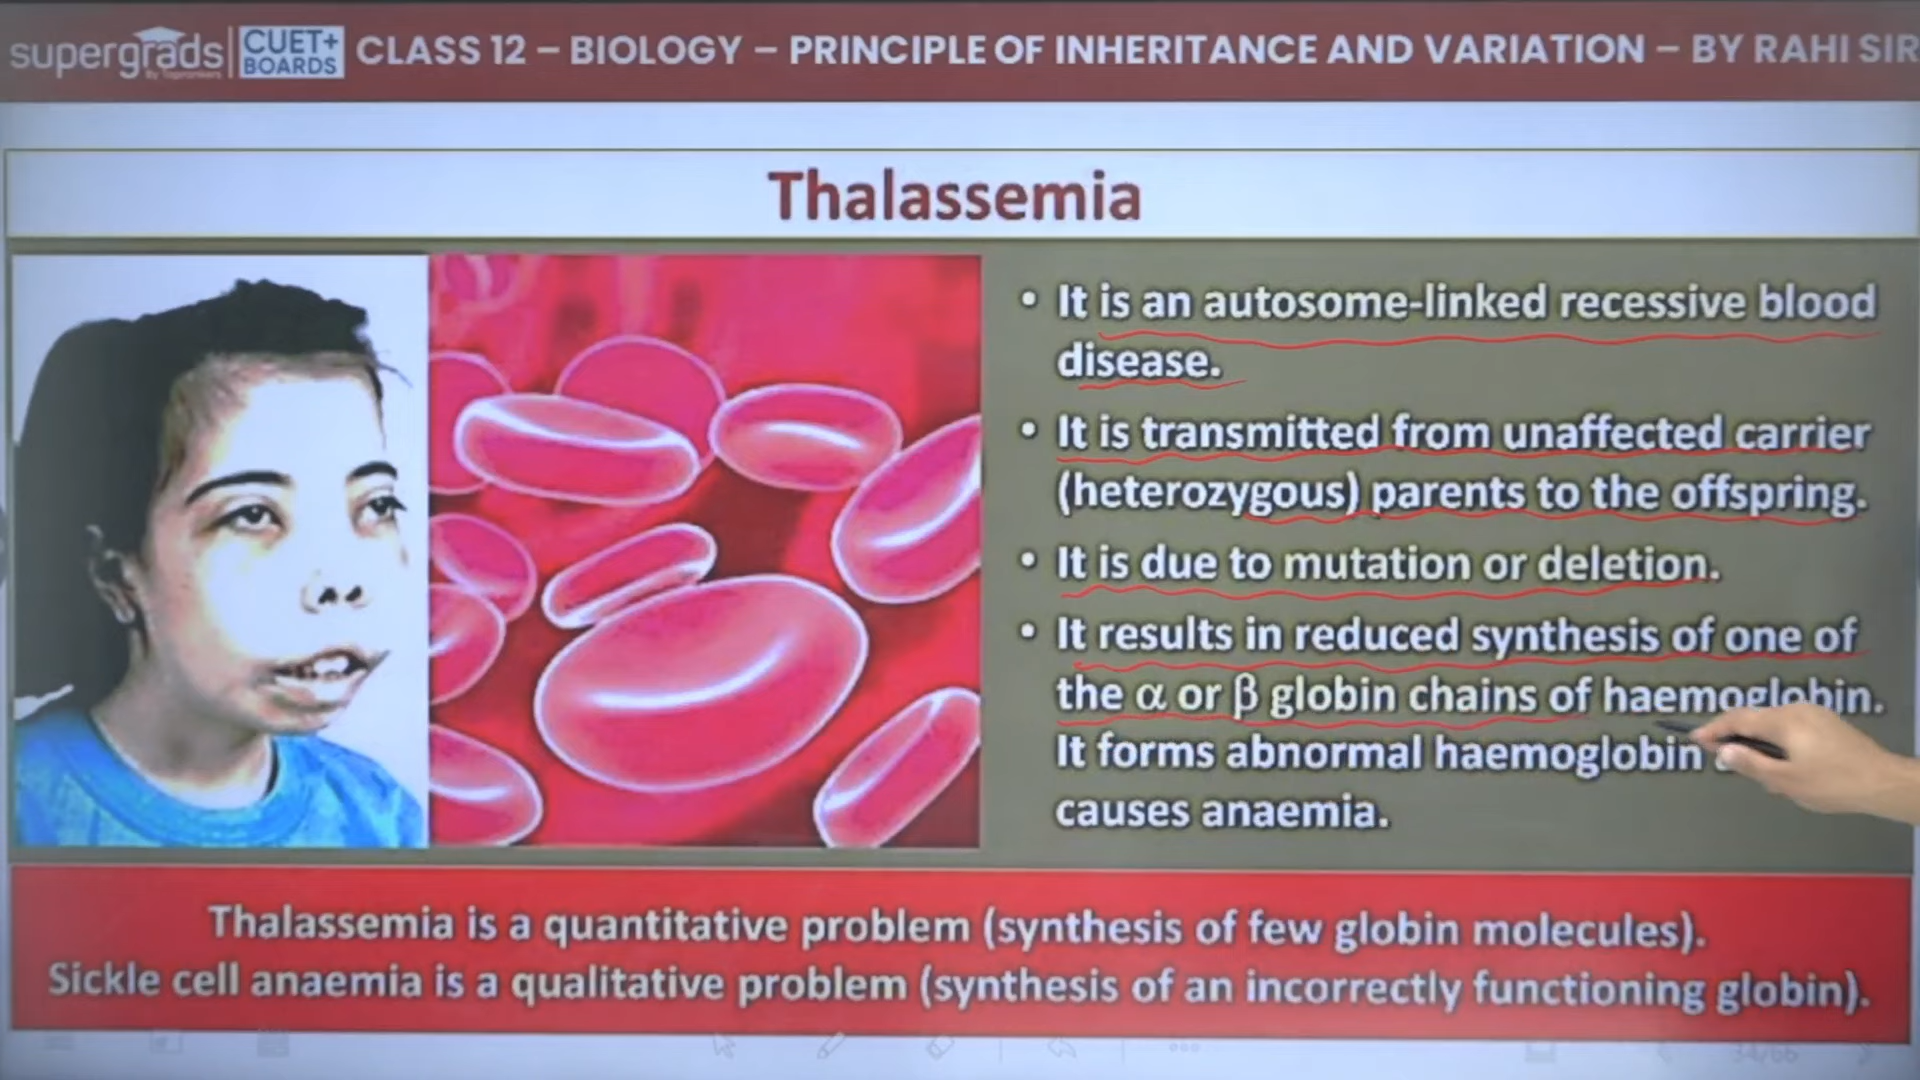 supergrads CUET+ BOARDS CLASS 12 – BIOLOGY – PRINCIPLE OF INHERITANCE AND VARIATION – BY RAHI SIR
Thalassemia
• It is an autosome-linked recessive blood
disease.
• It is transmitted from unaffected carrier
(heterozygous) parents to the offspring.
• It is due to mutation or deletion.
• It results in reduced synthesis of one of
the α or β globin chains of haemoglobin.
It forms abnormal haemoglobin
causes anaemia.
Thalassemia is a quantitative problem (synthesis of few globin molecules).
Sickle cell anaemia is a qualitative problem (synthesis of an incorrectly functioning globin).